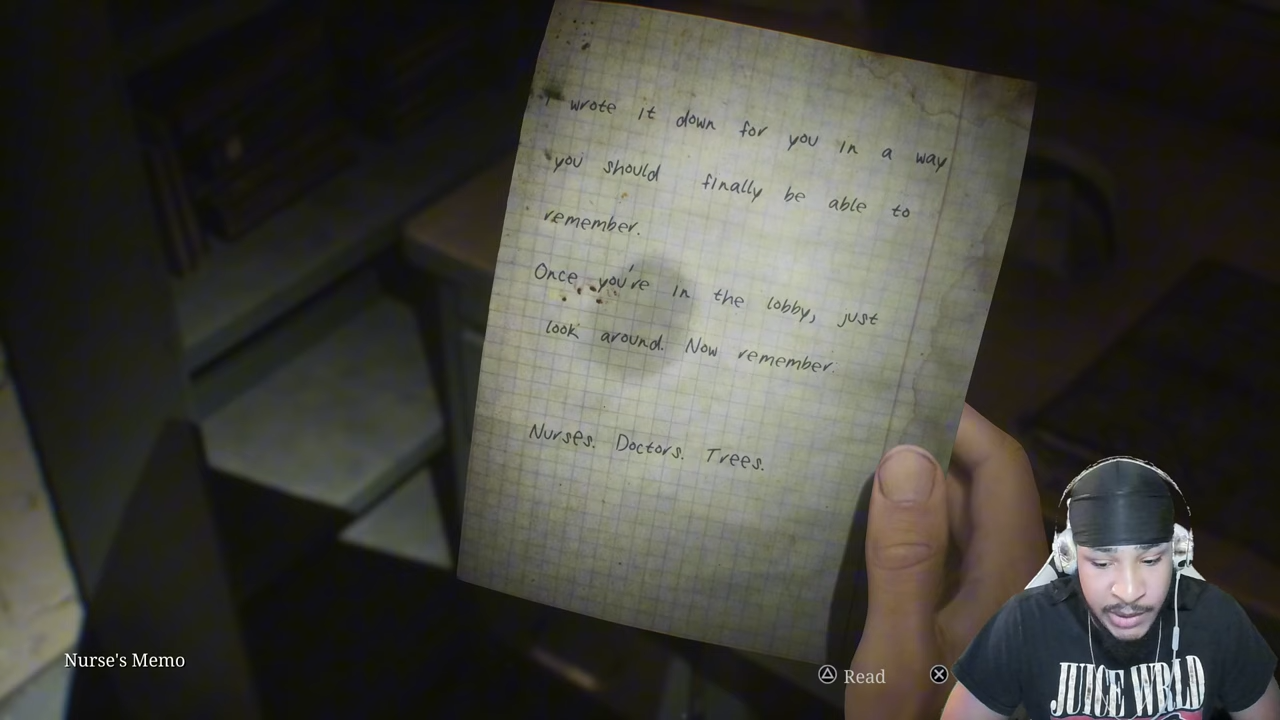 I wrote it down for you in a way
you should finally be able to
remember.
Once you're in the lobby, just
look around. Now remember.
Nurses. Doctors. Trees.
Nurse's Memo
Read
JUICE WRLD